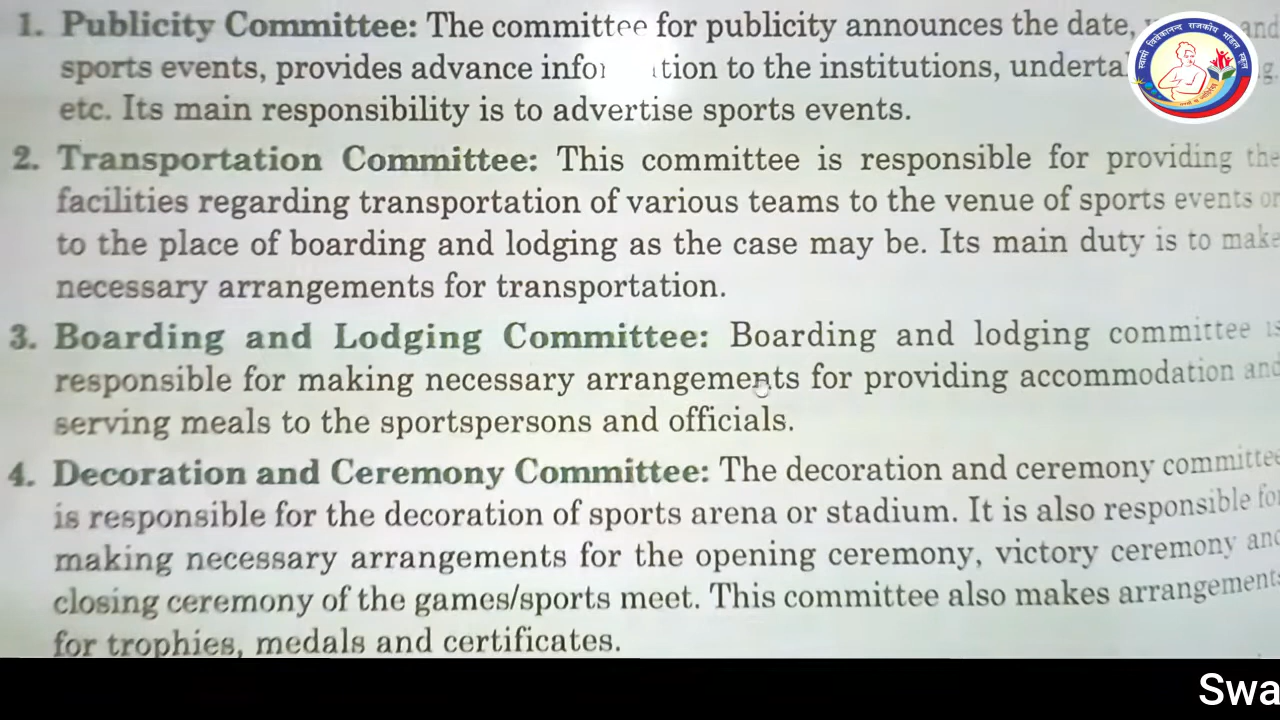 1. Publicity Committee: The committee for publicity announces the date, and
sports events, provides advance to the institutions,
etc. Its main responsibility is to advertise sports events.
2. Transportation Committee: This committee is responsible for providing the
facilities regarding transportation of various teams to the venue of sports events or
to the place of boarding and lodging as the case may be. Its main duty is to make
necessary arrangements for transportation.
3. Boarding and Lodging Committee: Boarding and lodging committee is
responsible for making necessary arrangements for providing accommodation and
serving meals to the sportspersons and officials.
4. Decoration and Ceremony Committee: The decoration and ceremony committee
is responsible for the decoration of sports arena or stadium. It is also responsible for
making necessary arrangements for the opening ceremony, victory ceremony and
closing ceremony of the games/sports meet. This committee also makes arrangements
for trophies, medals and certificates.
स्वामी विवेकानन्द राजकीय मॉडल स्कूल
Swa